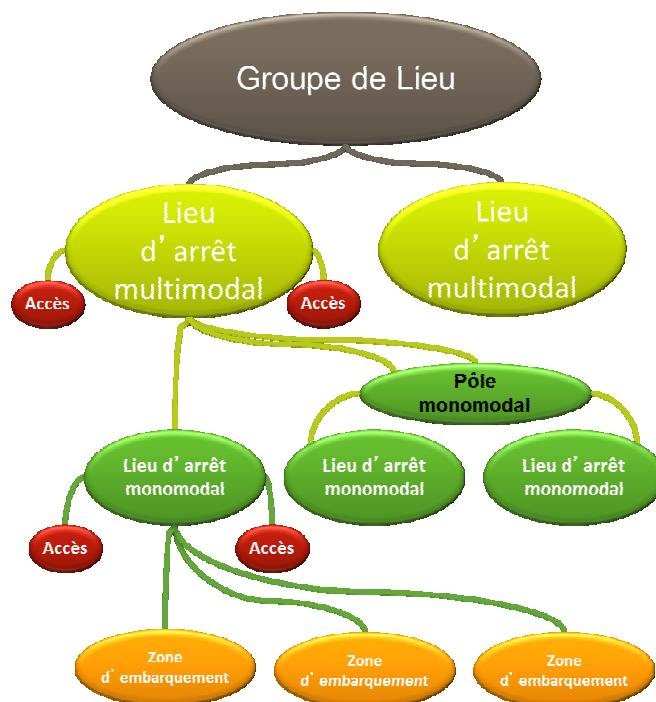 Groupe de Lieu
Lieu
d' arrêt
multimodal
Lieu
d' arrêt
multimodal
Accès
Accès
Pôle
monomodal
Lieu d' arrêt
monomodal
Lieu d' arrêt
monomodal
Lieu d' arrêt
monomodal
Accès
Accès
Zone
d' embarquement
Zone
d' embarquement
Zone
d' embarquement